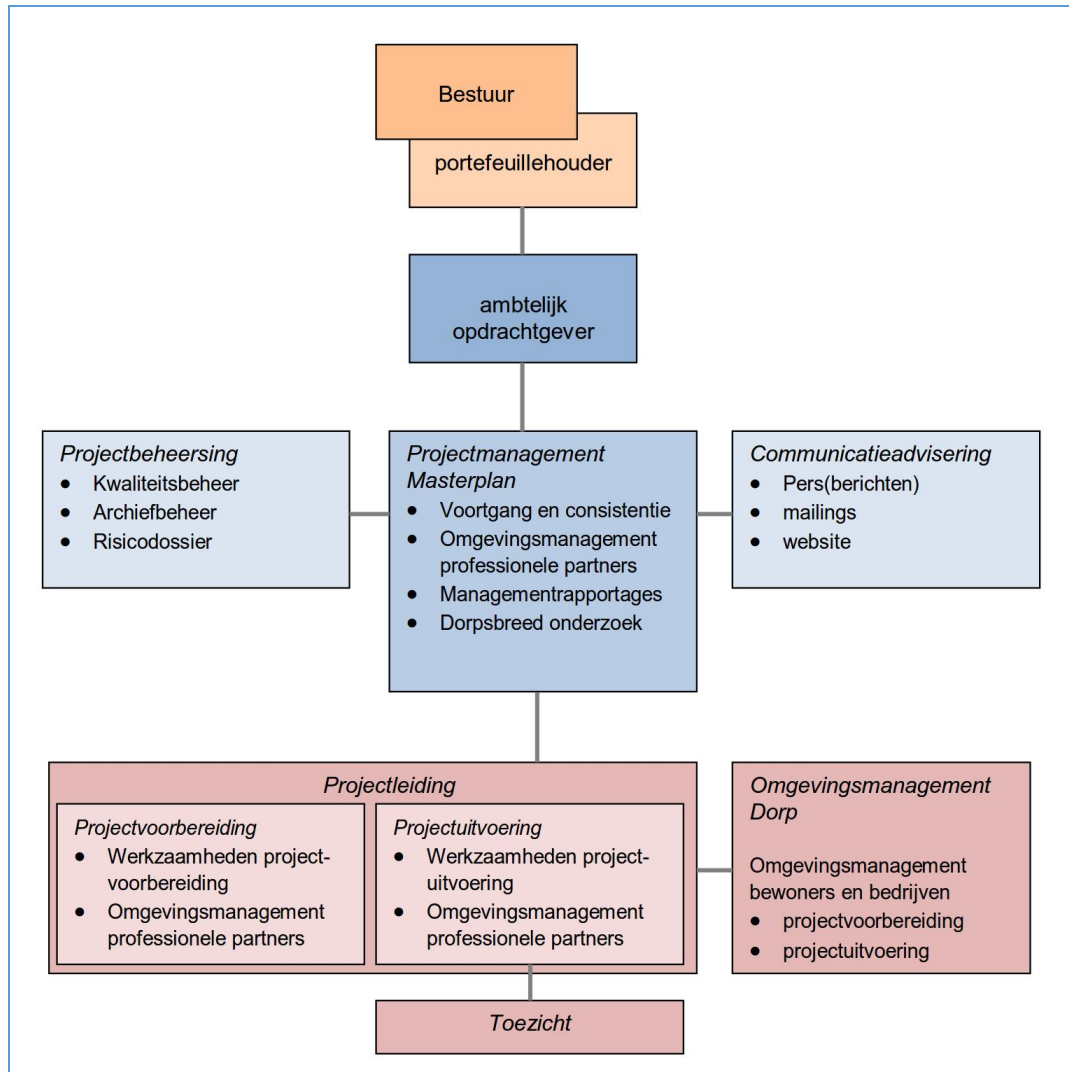 Bestuur
portefeuillehouder
ambtelijk
opdrachtgever
Projectbeheersing
● Kwaliteitsbeheer
● Archiefbeheer
● Risicodossier
Projectmanagement
Masterplan
● Voortgang en consistentie
● Omgevingsmanagement
professionele partners
● Managementrapportages
● Dorpsbreed onderzoek
Communicatieadvisering
● Pers(berichten)
● mailings
● website
Projectleiding
Projectvoorbereiding
● Werkzaamheden project-
voorbereiding
● Omgevingsmanagement
professionele partners
Projectuitvoering
● Werkzaamheden project-
uitvoering
● Omgevingsmanagement
professionele partners
Omgevingsmanagement
Dorp
Omgevingsmanagement
bewoners en bedrijven
● projectvoorbereiding
● projectuitvoering
Toezicht